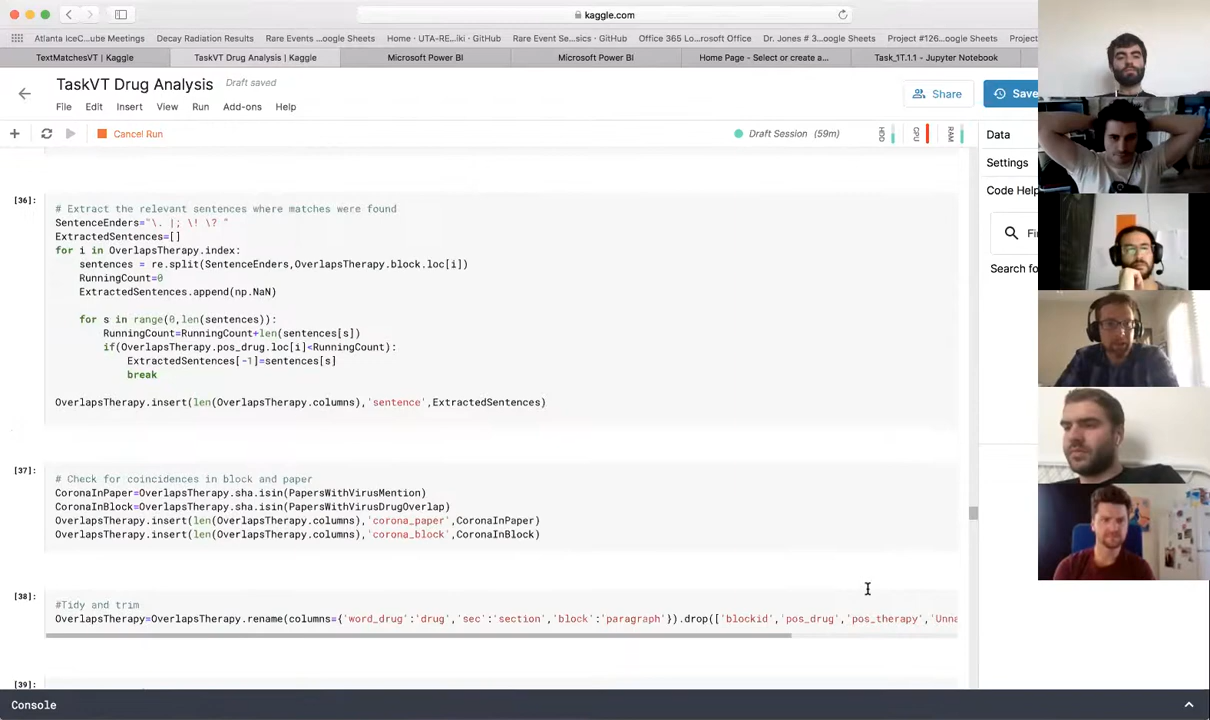 kaggle.com
Atlanta IceC...ube Meetings Decay Radiation Results Rare Events ...oogle Sheets Home · UTA-RE...iki · GitHub Rare Event Se...sics · GitHub Office 365 Lo...rosoft Office Dr. Jones # 3...oogle Sheets Project #126...oogle Sheets
TextMatchesVT | Kaggle TaskVT Drug Analysis | Kaggle Microsoft Power BI Microsoft Power BI Home Page - Select or create a... Task_1T.1.1 - Jupyter Notebook
TaskVT Drug Analysis Draft saved
Share Save
File Edit Insert View Run Add-ons Help
Cancel Run Draft Session (59m) HDD CPU RAM
Data
Settings
Code Help
Search fo
[36]:
# Extract the relevant sentences where matches were found
SentenceEnders="\. |; \! \? "
ExtractedSentences=[]
for i in OverlapsTherapy.index:
sentences = re.split(SentenceEnders,OverlapsTherapy.block.loc[i])
RunningCount=0
ExtractedSentences.append(np.NaN)
for s in range(0,len(sentences)):
RunningCount=RunningCount+len(sentences[s])
if(OverlapsTherapy.pos_drug.loc[i]<RunningCount):
ExtractedSentences[-1]=sentences[s]
break
OverlapsTherapy.insert(len(OverlapsTherapy.columns),'sentence',ExtractedSentences)
[37]:
# Check for coincidences in block and paper
CoronaInPaper=OverlapsTherapy.sha.isin(PapersWithVirusMention)
CoronaInBlock=OverlapsTherapy.sha.isin(PapersWithVirusDrugOverlap)
OverlapsTherapy.insert(len(OverlapsTherapy.columns),'corona_paper',CoronaInPaper)
OverlapsTherapy.insert(len(OverlapsTherapy.columns),'corona_block',CoronaInBlock)
[38]:
#Tidy and trim
OverlapsTherapy=OverlapsTherapy.rename(columns={'word_drug':'drug','sec':'section','block':'paragraph'}).drop(['blockid','pos_drug','pos_therapy','Unna
[39]:
Console